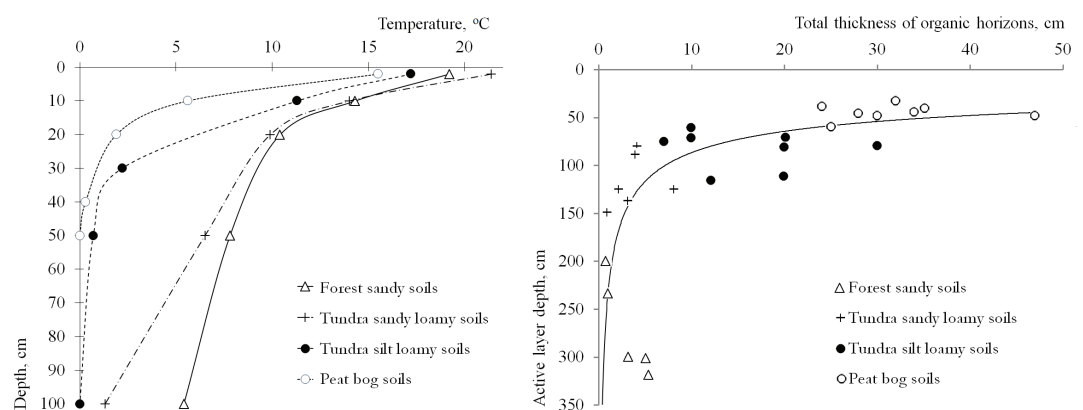 Temperature, ºC
0 5 10 15 20
0
10
20
30
40
50
60
70
80
90
100
Depth, cm
Forest sandy soils
Tundra sandy loamy soils
Tundra silt loamy soils
Peat bog soils
Total thickness of organic horizons, cm
0 10 20 30 40 50
0
50
100
150
200
250
300
350
Active layer depth, cm
Forest sandy soils
Tundra sandy loamy soils
Tundra silt loamy soils
Peat bog soils